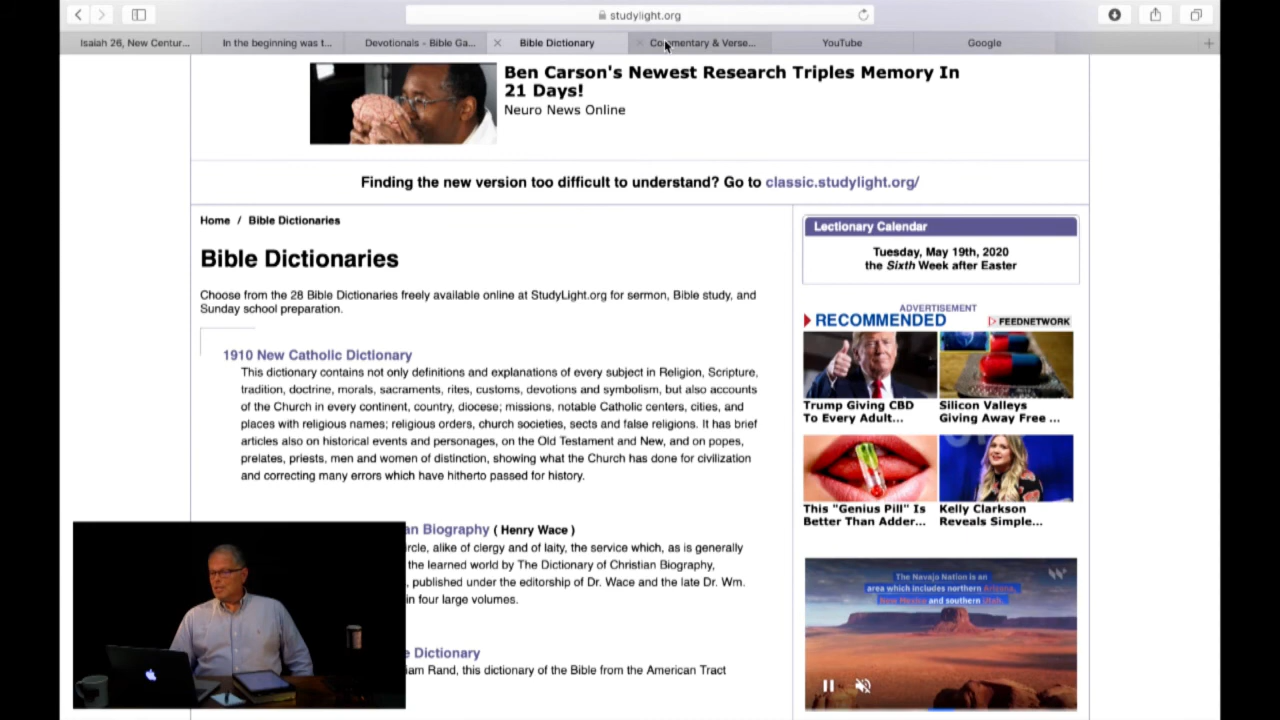 studylight.org
Isaiah 26, New Centur...
In the beginning was t...
Devotionals - Bible Ga...
Bible Dictionary
Commentary & Verse...
YouTube
Google
Ben Carson's Newest Research Triples Memory In
21 Days!
Neuro News Online
Finding the new version too difficult to understand? Go to classic.studylight.org/
Home / Bible Dictionaries
Bible Dictionaries
Choose from the 28 Bible Dictionaries freely available online at StudyLight.org for sermon, Bible study, and
Sunday school preparation.
1910 New Catholic Dictionary
This dictionary contains not only definitions and explanations of every subject in Religion, Scripture,
tradition, doctrine, morals, sacraments, rites, customs, devotions and symbolism, but also accounts
of the Church in every continent, country, diocese; missions, notable Catholic centers, cities, and
places with religious names; religious orders, church societies, sects and false religions. It has brief
articles also on historical events and personages, on the Old Testament and New, and on popes,
prelates, priests, men and women of distinction, showing what the Church has done for civilization
and correcting many errors which have hitherto passed for history.
an Biography ( Henry Wace )
ircle, alike of clergy and of laity, the service which, as is generally
the learned world by The Dictionary of Christian Biography,
, published under the editorship of Dr. Wace and the late Dr. Wm.
in four large volumes.
e Dictionary
iam Rand, this dictionary of the Bible from the American Tract
Lectionary Calendar
Tuesday, May 19th, 2020
the Sixth Week after Easter
ADVERTISEMENT
RECOMMENDED
FEEDNETWORK
Trump Giving CBD
To Every Adult...
Silicon Valleys
Giving Away Free ...
This "Genius Pill" Is
Better Than Adder...
Kelly Clarkson
Reveals Simple...
The Navajo Nation is an
area which includes northern Arizona,
New Mexico and southern Utah.